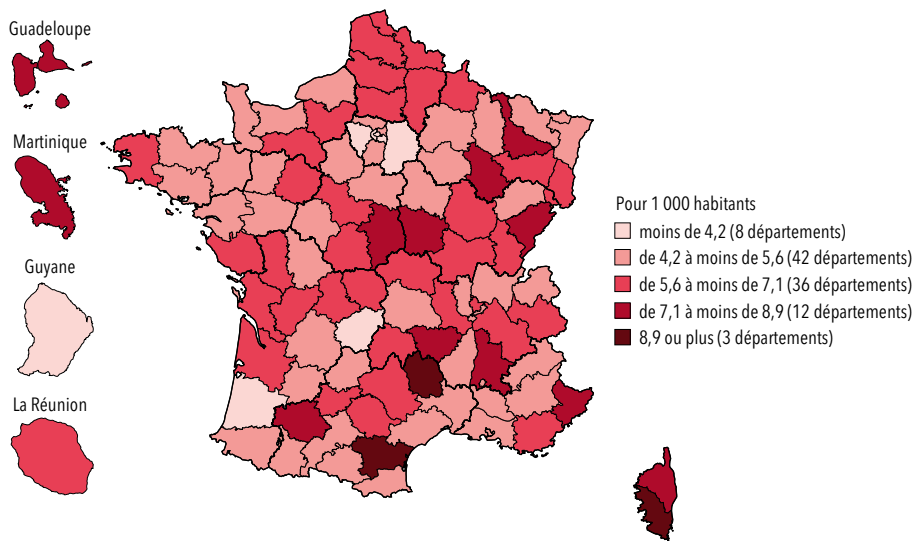 Guadeloupe
Martinique
Guyane
La Réunion
Pour 1 000 habitants
moins de 4,2 (8 départements)
de 4,2 à moins de 5,6 (42 départements)
de 5,6 à moins de 7,1 (36 départements)
de 7,1 à moins de 8,9 (12 départements)
8,9 ou plus (3 départements)